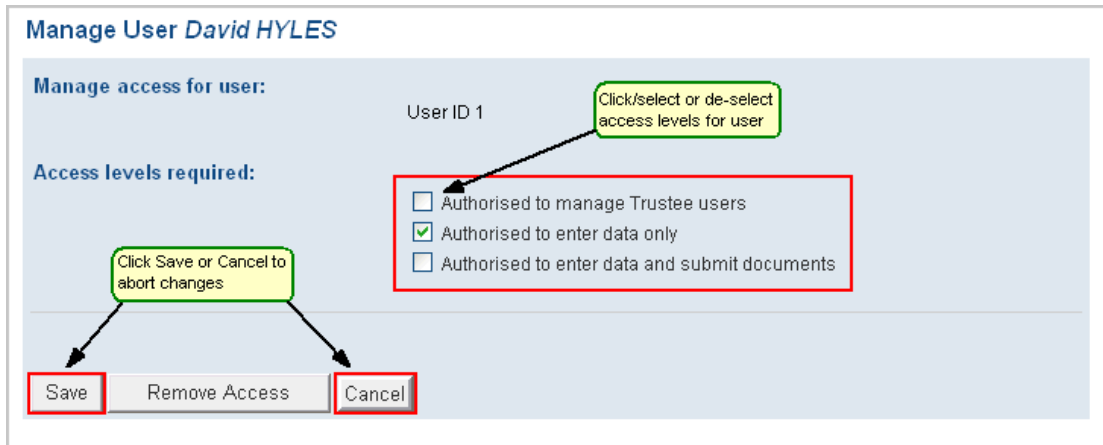 Manage User David HYLES
Manage access for user:
User ID 1
Click/select or de-select
access levels for user
Access levels required:
Authorised to manage Trustee users
Authorised to enter data only
Authorised to enter data and submit documents
Click Save or Cancel to
abort changes
Save
Remove Access
Cancel